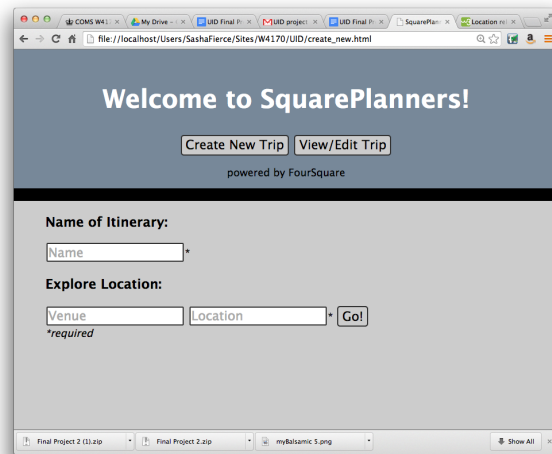 COMS W41
My Drive -
UID Final Pr
UID project
UID Final Pr
SquarePlann
Location rel
file://localhost/Users/SashaFierce/Sites/W4170/UID/create_new.html
Welcome to SquarePlanners!
Create New Trip View/Edit Trip
powered by FourSquare
Name of Itinerary:
Name *
Explore Location:
Venue Location * Go!
*required
Final Project 2 (1).zip Final Project 2.zip myBalsamic 5.png Show All